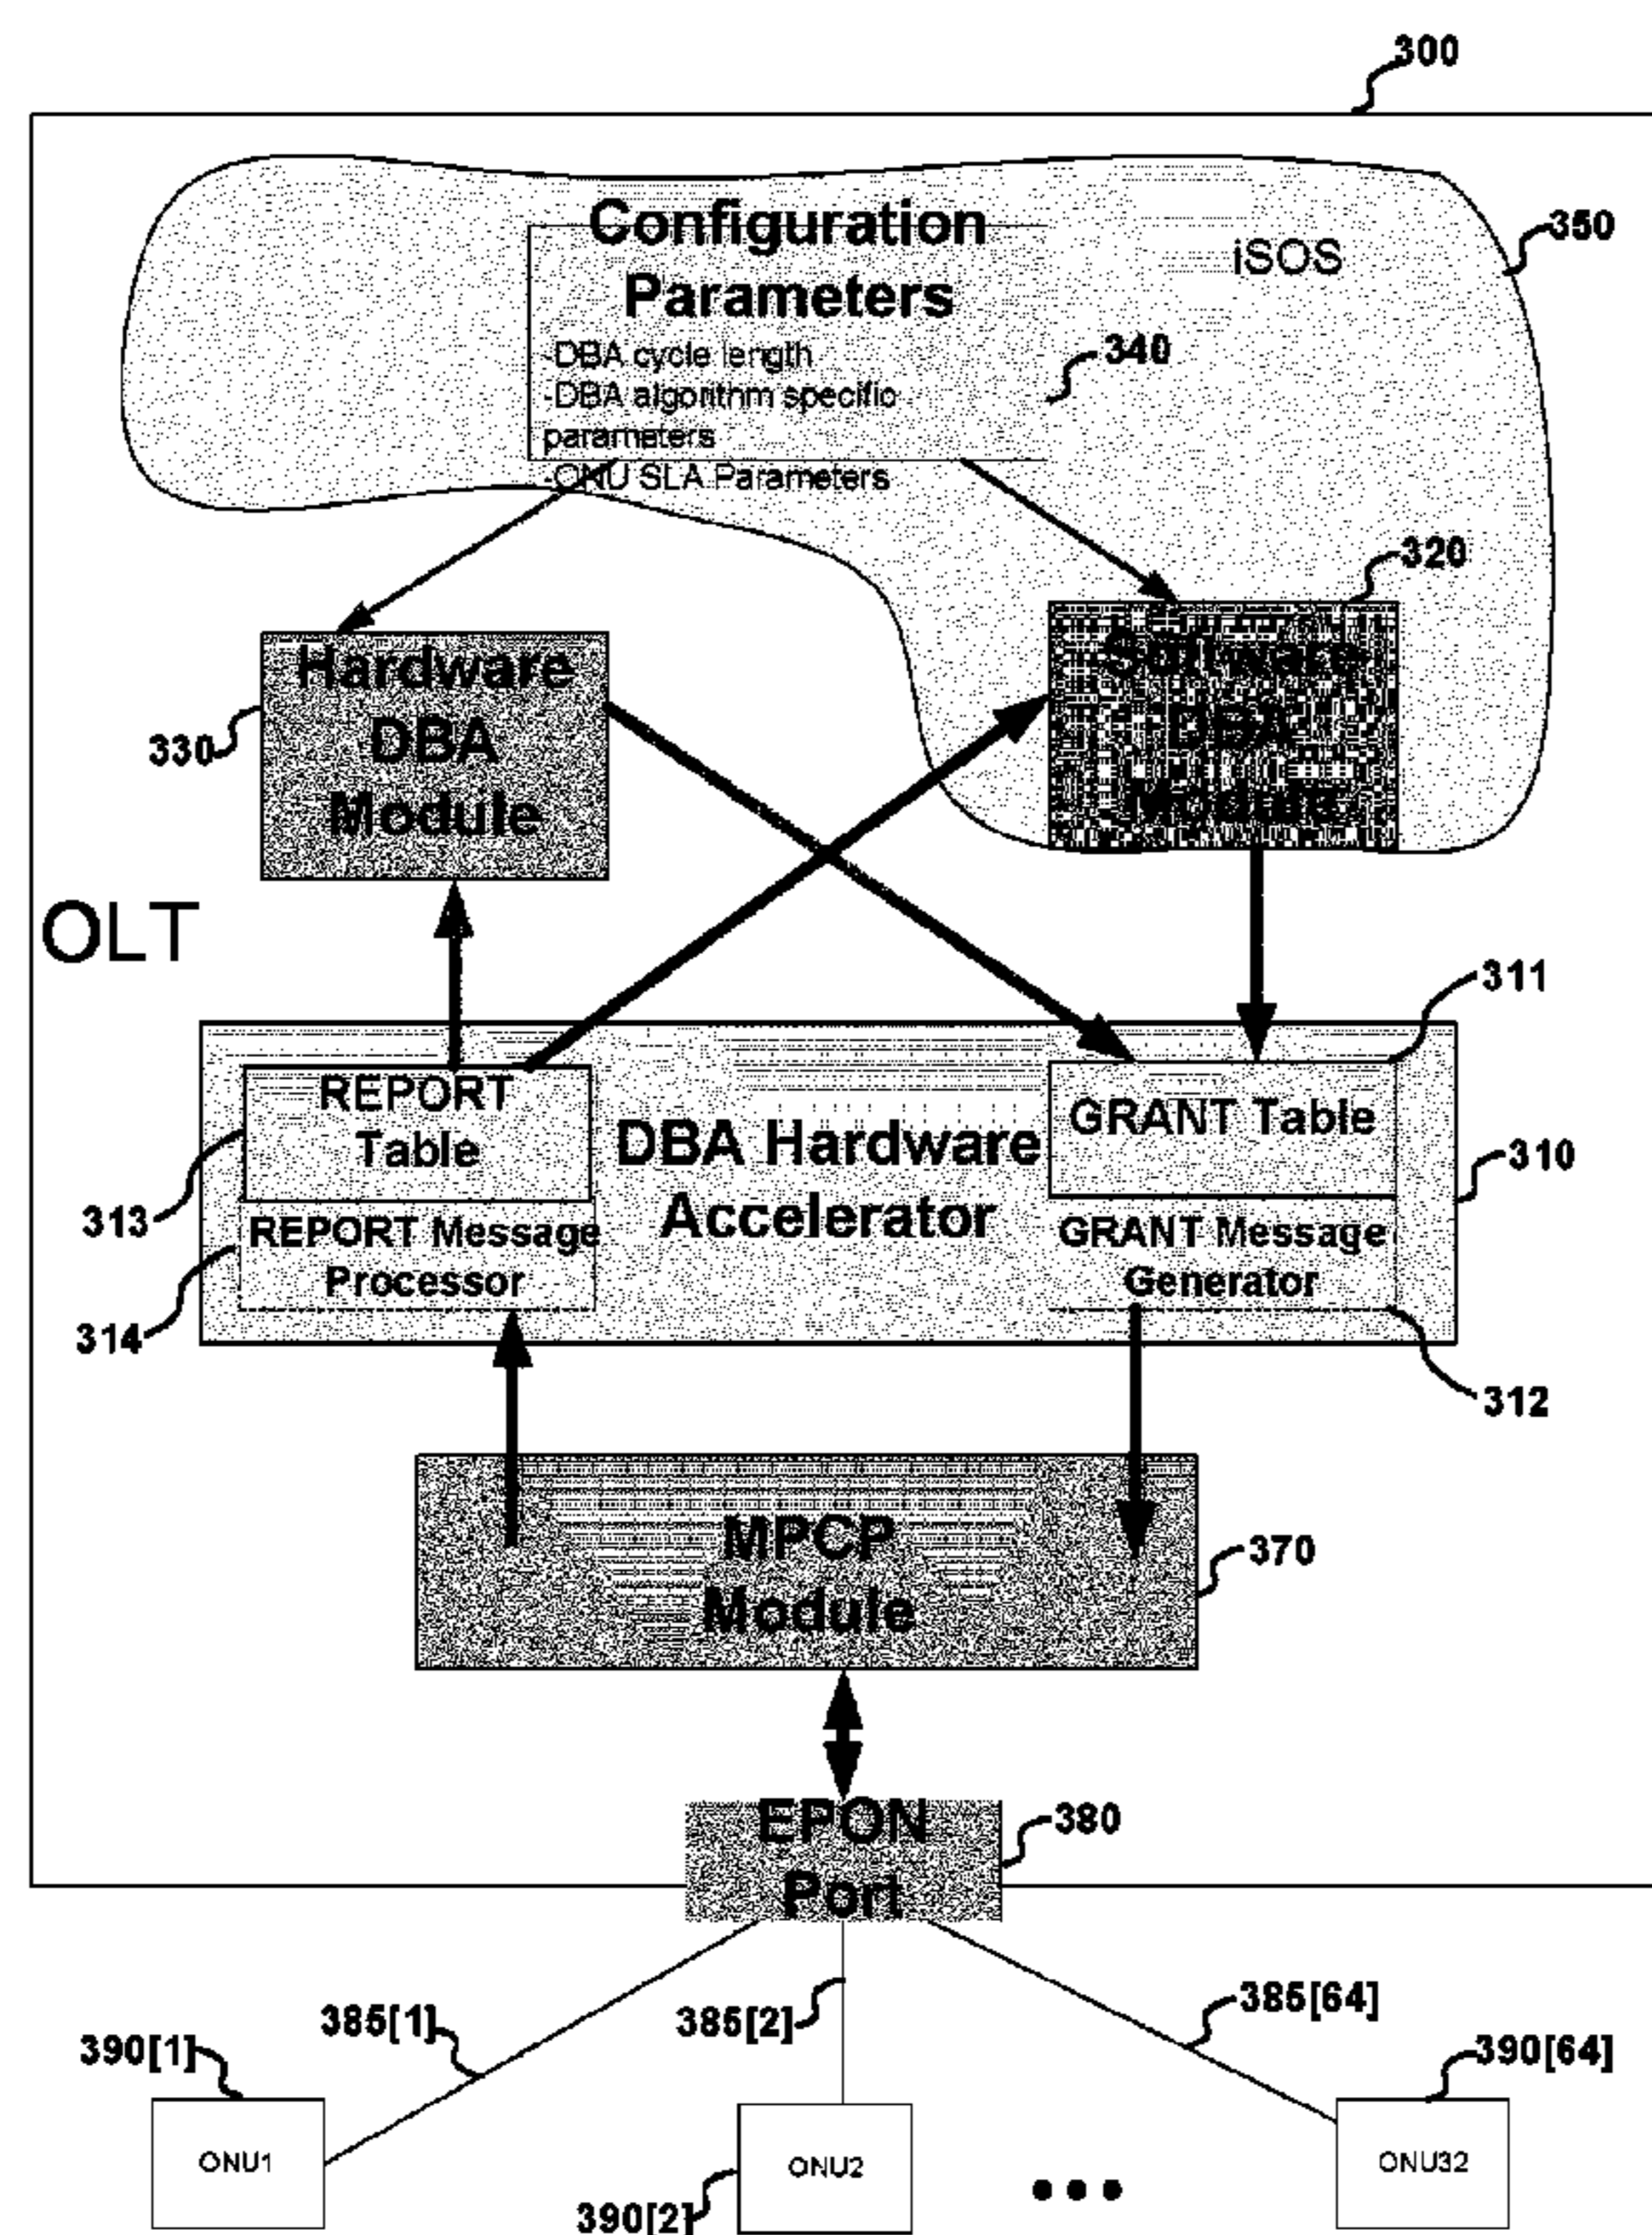 300
Configuration
Parameters
iSOS
350
-DBA cycle length
-DBA algorithm specific
parameters
-ONU SLA Parameters
340
320
Hardware
DBA
Module
330
Software
DBA
Module
OLT
311
REPORT
Table
DBA Hardware
Accelerator
GRANT Table
310
313
REPORT Message
Processor
GRANT Message
Generator
314
312
MPCP
Module
370
EPON
Port
380
385[1]
385[2]
385[64]
390[1]
390[64]
ONU1
ONU2
ONU32
390[2]